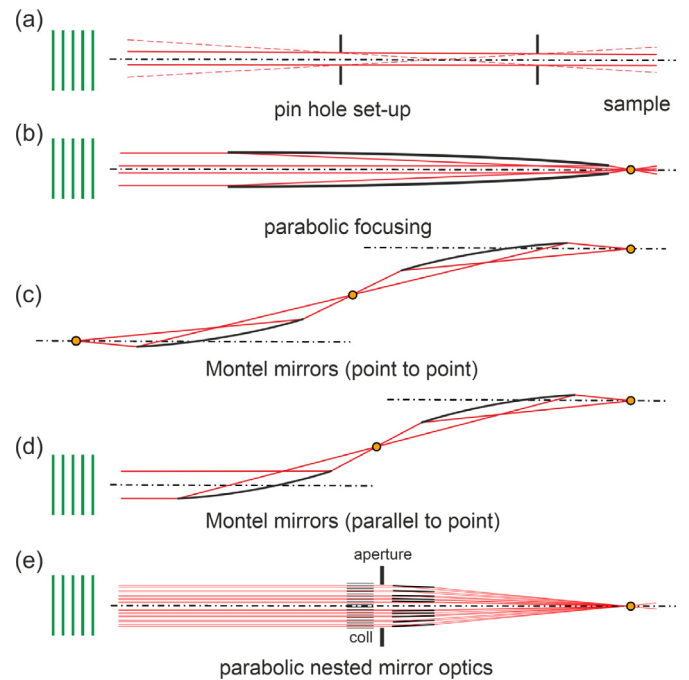 (a)
pin hole set-up
sample
(b)
parabolic focusing
(c)
Montel mirrors (point to point)
(d)
Montel mirrors (parallel to point)
(e)
aperture
coll
parabolic nested mirror optics